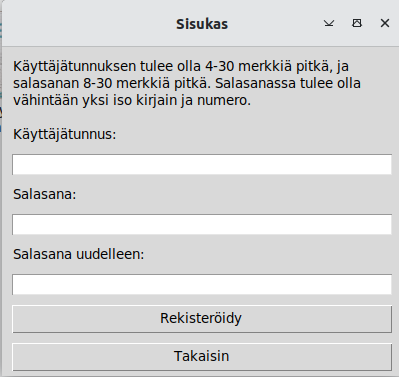 Sisukas
Käyttäjätunnuksen tulee olla 4-30 merkkiä pitkä, ja
salasanan 8-30 merkkiä pitkä. Salasanassa tulee olla
vähintään yksi iso kirjain ja numero.
Käyttäjätunnus:
Salasana:
Salasana uudelleen:
Rekisteröidy
Takaisin